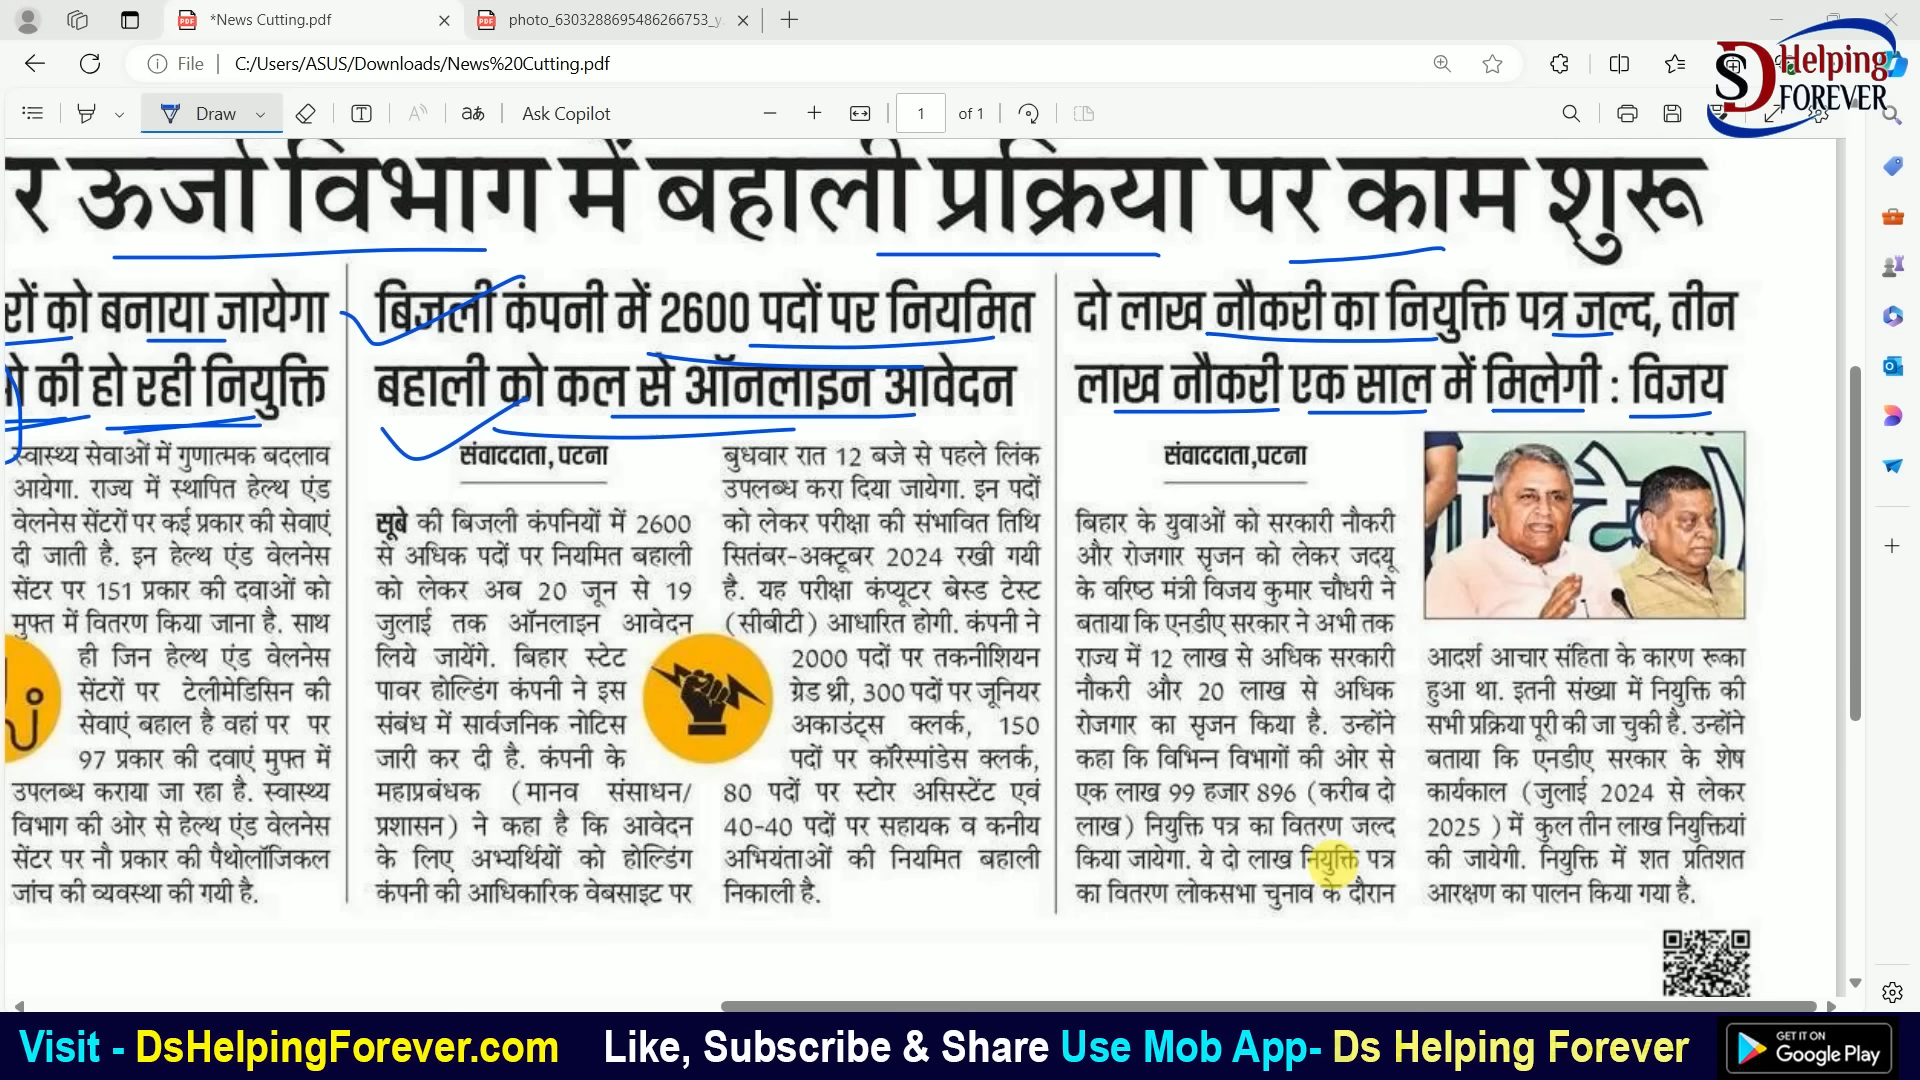 *News Cutting.pdf
photo_6303288695486266753_y.
File
C:/Users/ASUS/Downloads/News%20Cutting.pdf
SD Helping FOREVER
Draw
aあ
Ask Copilot
1 of 1
र ऊर्जा विभाग में बहाली प्रक्रिया पर काम शुरू
रों को बनाया जायेगा
की हो रही नियुक्ति
स्वास्थ्य सेवाओं में गुणात्मक बदलाव
आयेगा. राज्य में स्थापित हेल्थ एंड
वेलनेस सेंटरों पर कई प्रकार की सेवाएं
दी जाती है. इन हेल्थ एंड वेलनेस
सेंटर पर 151 प्रकार की दवाओं को
मुफ्त में वितरण किया जाना है. साथ
ही जिन हेल्थ एंड वेलनेस
सेंटरों पर टेलीमेडिसिन की
सेवाएं बहाल है वहां पर पर
97 प्रकार की दवाएं मुफ्त में
उपलब्ध कराया जा रहा है. स्वास्थ्य
विभाग की ओर से हेल्थ एंड वेलनेस
सेंटर पर नौ प्रकार की पैथोलॉजिकल
जांच की व्यवस्था की गयी है.
बिजली कंपनी में 2600 पदों पर नियमित
बहाली को कल से ऑनलाइन आवेदन
संवाददाता, पटना
सूबे की बिजली कंपनियों में 2600
से अधिक पदों पर नियमित बहाली
को लेकर अब 20 जून से 19
जुलाई तक ऑनलाइन आवेदन
लिये जायेंगे. बिहार स्टेट
पावर होल्डिंग कंपनी ने इस
संबंध में सार्वजनिक नोटिस
जारी कर दी है. कंपनी के
महाप्रबंधक (मानव संसाधन/
प्रशासन) ने कहा है कि आवेदन
के लिए अभ्यर्थियों को होल्डिंग
कंपनी की आधिकारिक वेबसाइट पर
बुधवार रात 12 बजे से पहले लिंक
उपलब्ध करा दिया जायेगा. इन पदों
को लेकर परीक्षा की संभावित तिथि
सितंबर-अक्टूबर 2024 रखी गयी
है. यह परीक्षा कंप्यूटर बेस्ड टेस्ट
(सीबीटी) आधारित होगी. कंपनी ने
2000 पदों पर तकनीशियन
ग्रेड थ्री, 300 पदों पर जूनियर
अकाउंट्स क्लर्क, 150
पदों पर कॉरेस्पांडेस क्लर्क,
80 पदों पर स्टोर असिस्टेंट एवं
40-40 पदों पर सहायक व कनीय
अभियंताओं की नियमित बहाली
निकाली है.
दो लाख नौकरी का नियुक्ति पत्र जल्द, तीन
लाख नौकरी एक साल में मिलेगी : विजय
संवाददाता,पटना
बिहार के युवाओं को सरकारी नौकरी
और रोजगार सृजन को लेकर जदयू
के वरिष्ठ मंत्री विजय कुमार चौधरी ने
बताया कि एनडीए सरकार ने अभी तक
राज्य में 12 लाख से अधिक सरकारी
नौकरी और 20 लाख से अधिक
रोजगार का सृजन किया है. उन्होंने
कहा कि विभिन्न विभागों की ओर से
एक लाख 99 हजार 896 (करीब दो
लाख) नियुक्ति पत्र का वितरण जल्द
किया जायेगा. ये दो लाख नियुक्ति पत्र
का वितरण लोकसभा चुनाव के दौरान
आदर्श आचार संहिता के कारण रूका
हुआ था. इतनी संख्या में नियुक्ति की
सभी प्रक्रिया पूरी की जा चुकी है. उन्होंने
बताया कि एनडीए सरकार के शेष
कार्यकाल (जुलाई 2024 से लेकर
2025 ) में कुल तीन लाख नियुक्तियां
की जायेगी. नियुक्ति में शत प्रतिशत
आरक्षण का पालन किया गया है.
Visit - DsHelpingForever.com Like, Subscribe & Share Use Mob App- Ds Helping Forever
GET IT ON
Google Play